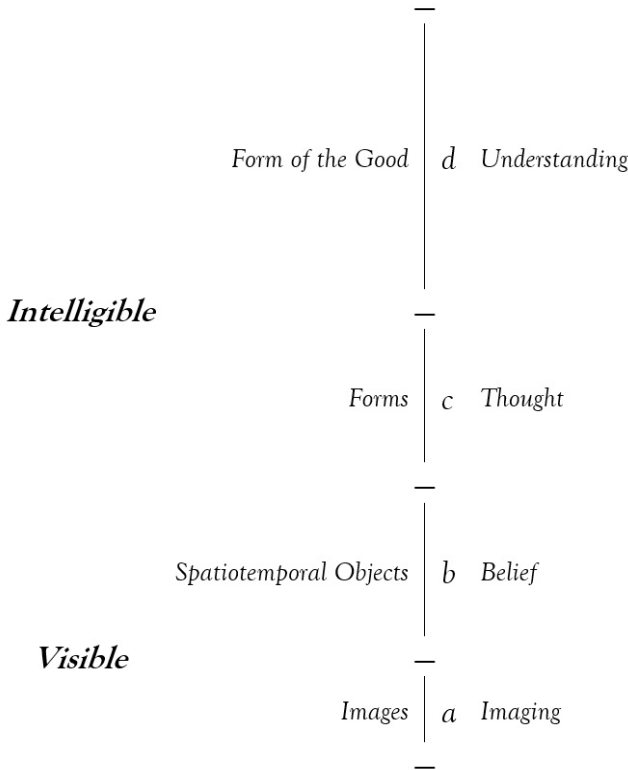 Form of the Good d Understanding
Intelligible
Forms c Thought
Spatiotemporal Objects b Belief
Visible
Images a Imaging